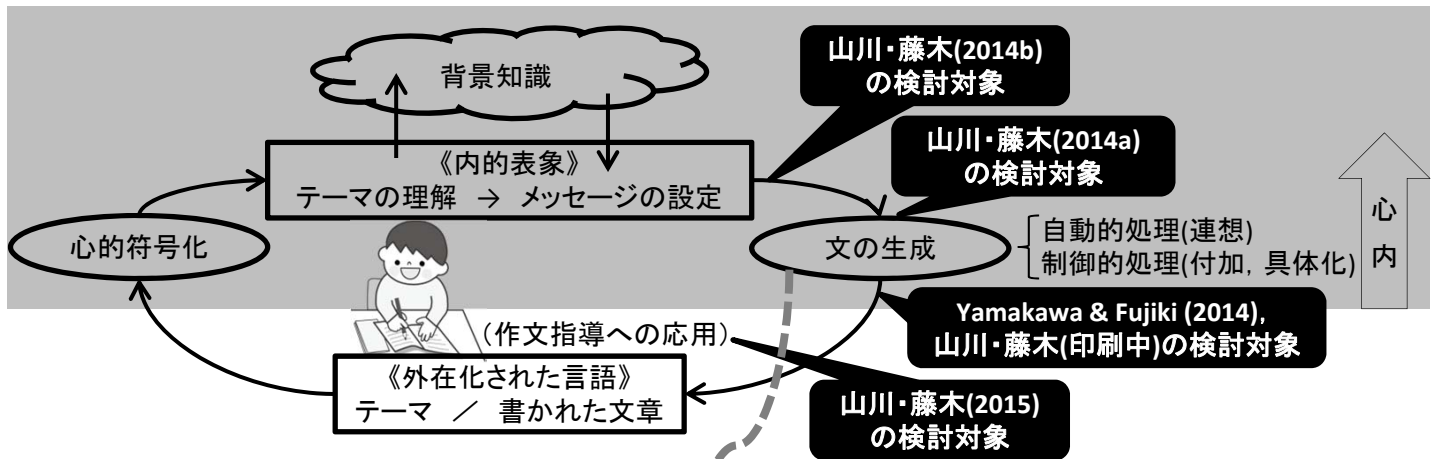 背景知識
山川・藤木(2014b)
の検討対象
山川・藤木(2014a)
の検討対象
《内的表象》
テーマの理解 → メッセージの設定
心的符号化
文の生成
自動的処理(連想)
制御的処理(付加, 具体化)
心
内
Yamakawa & Fujiki (2014),
山川・藤木(印刷中)の検討対象
(作文指導への応用)
《外在化された言語》
テーマ / 書かれた文章
山川・藤木(2015)
の検討対象